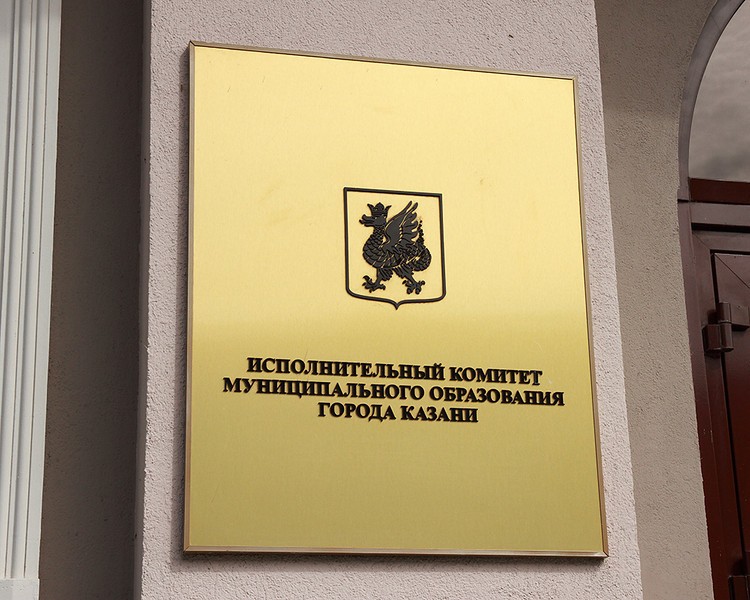 ИСПОЛНИТЕЛЬНЫЙ КОМИТЕТ
МУНИЦИПАЛЬНОГО ОБРАЗОВАНИЯ
ГОРОДА КАЗАНИ